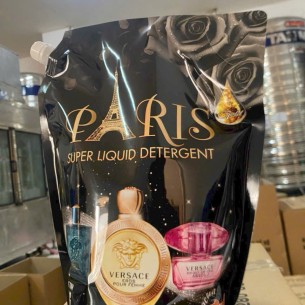 PARIS
SUPER LIQUID DETERGENT
VERSACE
EROS
POUR FEMME
VERSACE